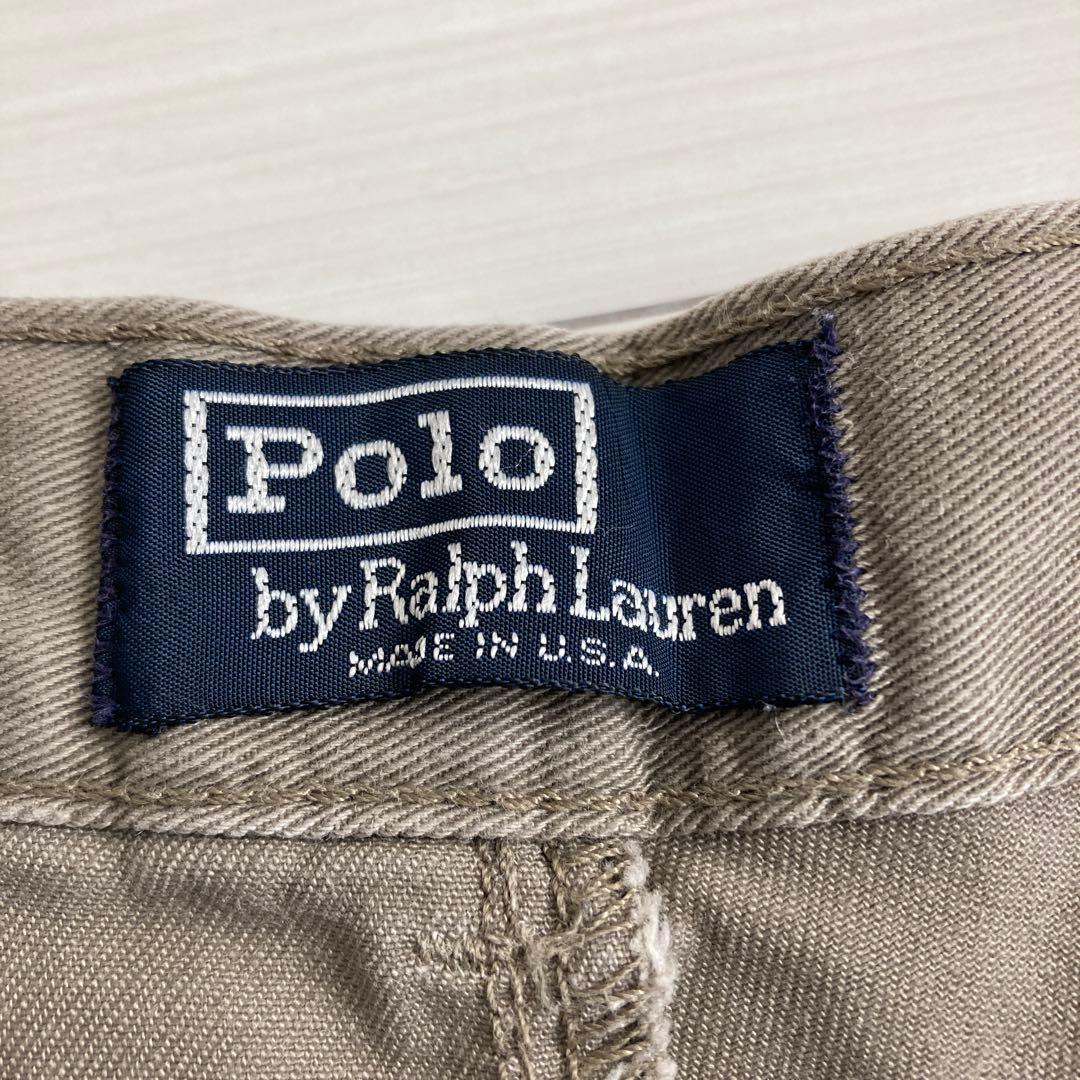 Polo
by Ralph Lauren
MADE IN U.S.A.